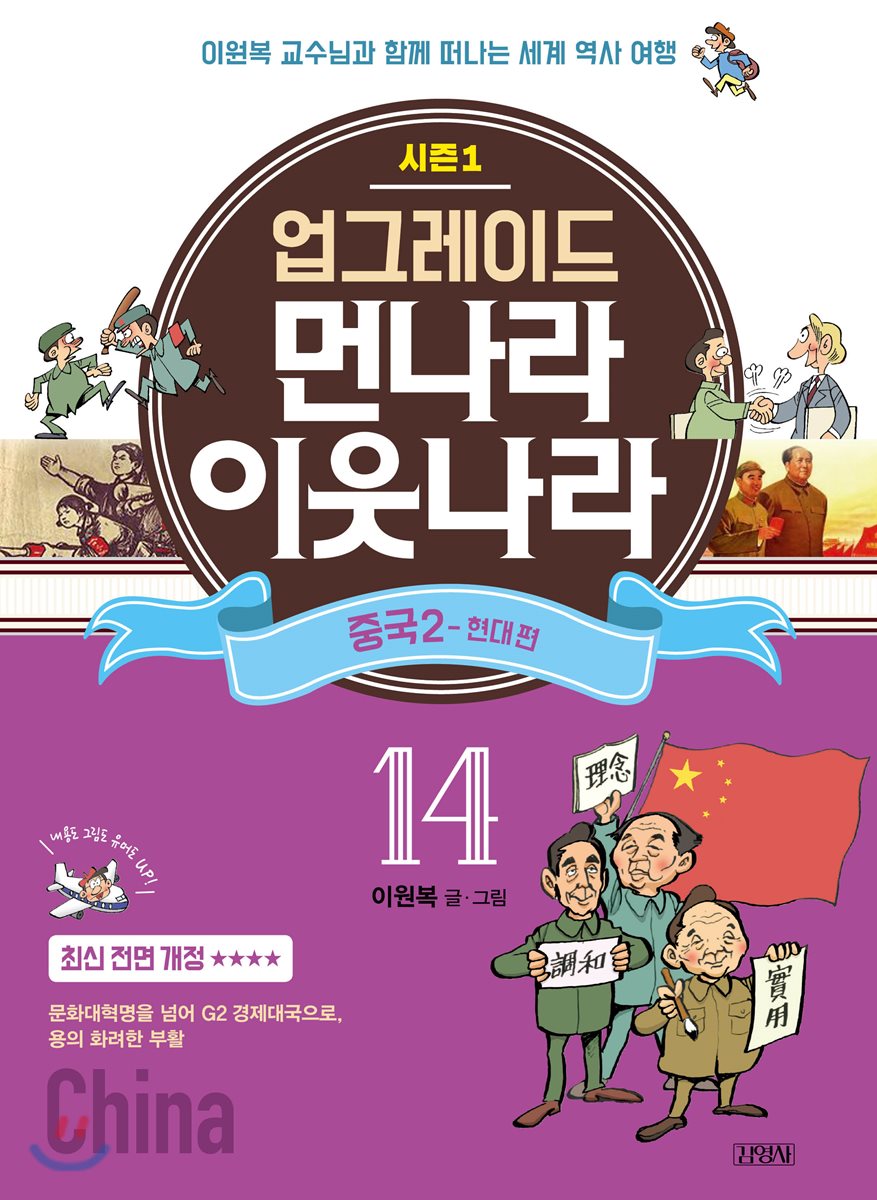 이원복 교수님과 함께 떠나는 세계 역사 여행
시즌1
업그레이드
먼나라
이웃나라
중국2 - 현대 편
14
이원복 글·그림
理念
調和
實用
내용도 그림도 유머도 UP!
최신 전면 개정 ★★★★
문화대혁명을 넘어 G2 경제대국으로,
용의 화려한 부활
China
김영사